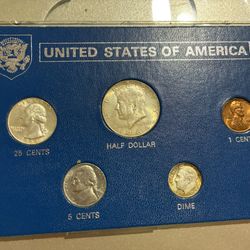 UNITED STATES OF AMERICA
25 CENTS
HALF DOLLAR
1 CENT
5 CENTS
DIME